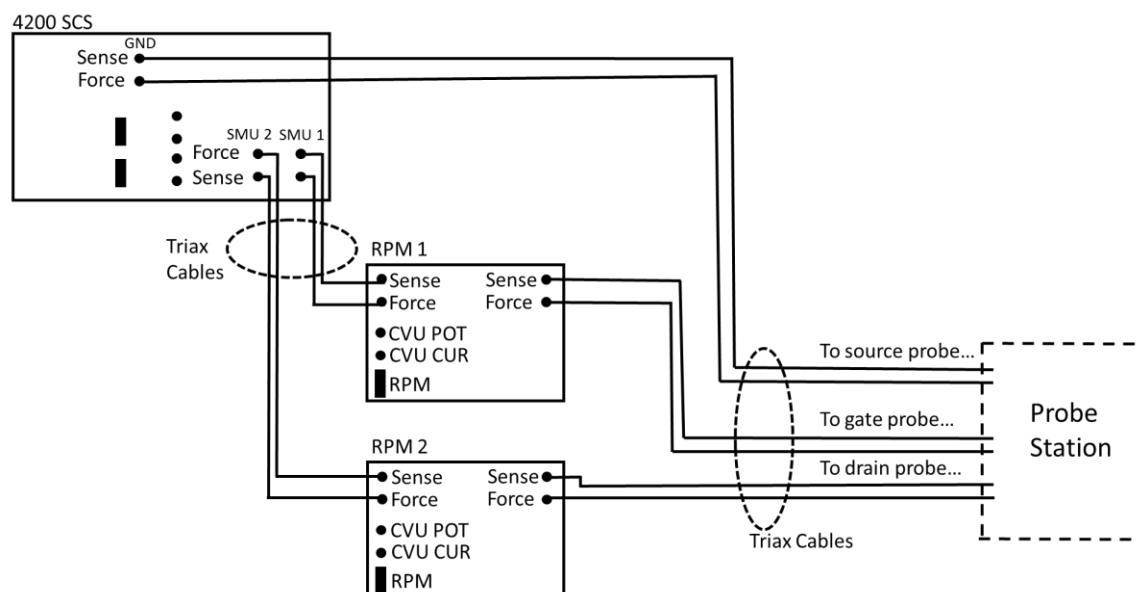 4200 SCS
GND
Sense
Force
SMU 2 SMU 1
Force
Sense
Triax
Cables
RPM 1
Sense Sense
Force Force
CVU POT
CVU CUR
RPM
To source probe...
To gate probe...
To drain probe...
Probe
Station
Triax Cables
RPM 2
Sense Sense
Force Force
CVU POT
CVU CUR
RPM